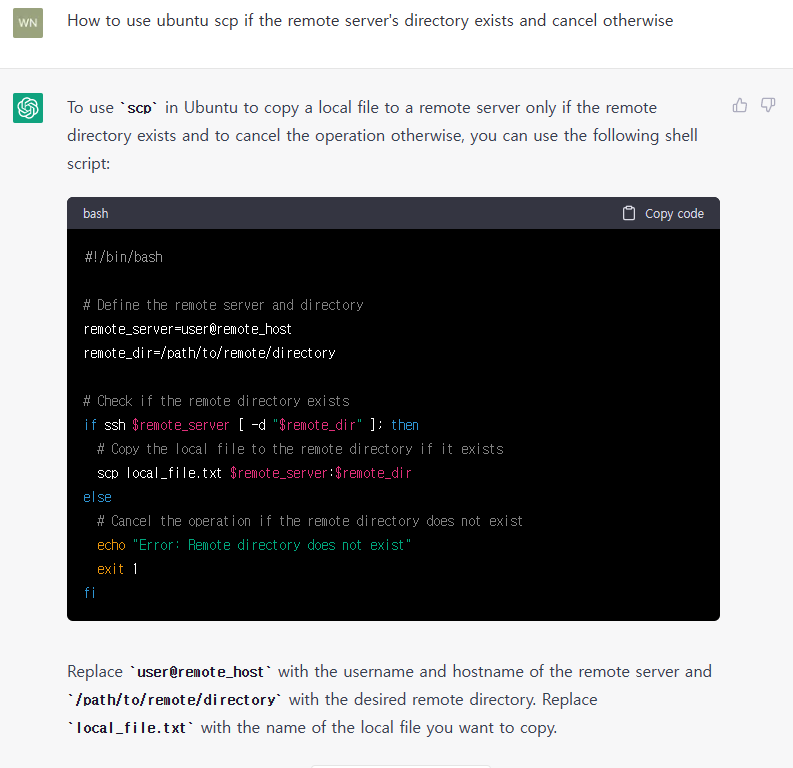 WN
How to use ubuntu scp if the remote server's directory exists and cancel otherwise
To use `scp` in Ubuntu to copy a local file to a remote server only if the remote
directory exists and to cancel the operation otherwise, you can use the following shell
script:
bash
Copy code
#!/bin/bash
# Define the remote server and directory
remote_server=user@remote_host
remote_dir=/path/to/remote/directory
# Check if the remote directory exists
if ssh $remote_server [ -d "$remote_dir" ]; then
# Copy the local file to the remote directory if it exists
scp local_file.txt $remote_server:$remote_dir
else
# Cancel the operation if the remote directory does not exist
echo "Error: Remote directory does not exist"
exit 1
fi
Replace `user@remote_host` with the username and hostname of the remote server and
`/path/to/remote/directory` with the desired remote directory. Replace
`local_file.txt` with the name of the local file you want to copy.